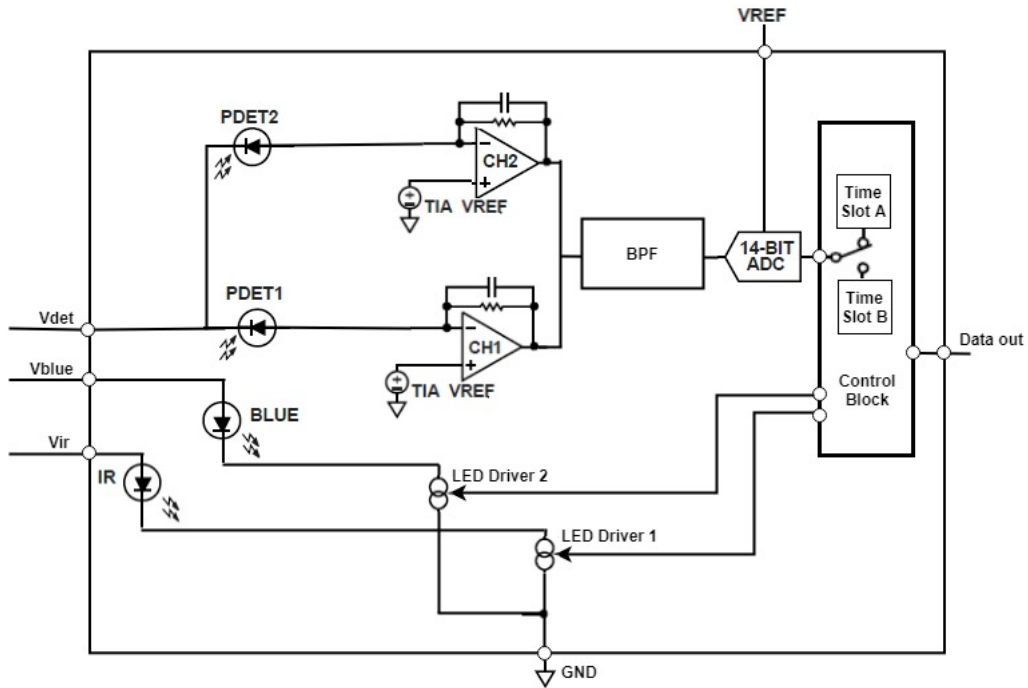 VREF
PDET2
CH2
TIA VREF
Time
Slot A
BPF
14-BIT
ADC
PDET1
Time
Slot B
Vdet
CH1
Data out
Vblue
TIA VREF
Control
Block
BLUE
Vir
IR
LED Driver 2
LED Driver 1
GND